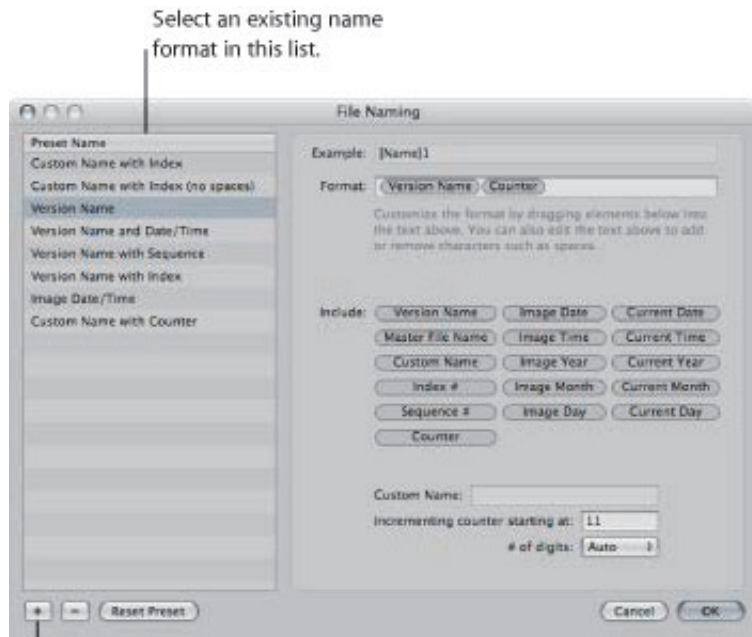 Select an existing name
format in this list.
File Naming
Preset Name
Custom Name with Index
Custom Name with Index (no spaces)
Version Name
Version Name and Date/Time
Version Name with Sequence
Version Name with Index
Image Date/Time
Custom Name with Counter
Example: [Name]1
Format: Version Name Counter
Customize the format by dragging elements below into
the text above. You can also edit the text above to add
or remove characters such as spaces.
Include: Version Name Image Date Current Date
Master File Name Image Time Current Time
Custom Name Image Year Current Year
Index # Image Month Current Month
Sequence # Image Day Current Day
Counter
Custom Name:
Incrementing counter starting at: 11
# of digits: Auto
+ - Reset Preset Cancel OK